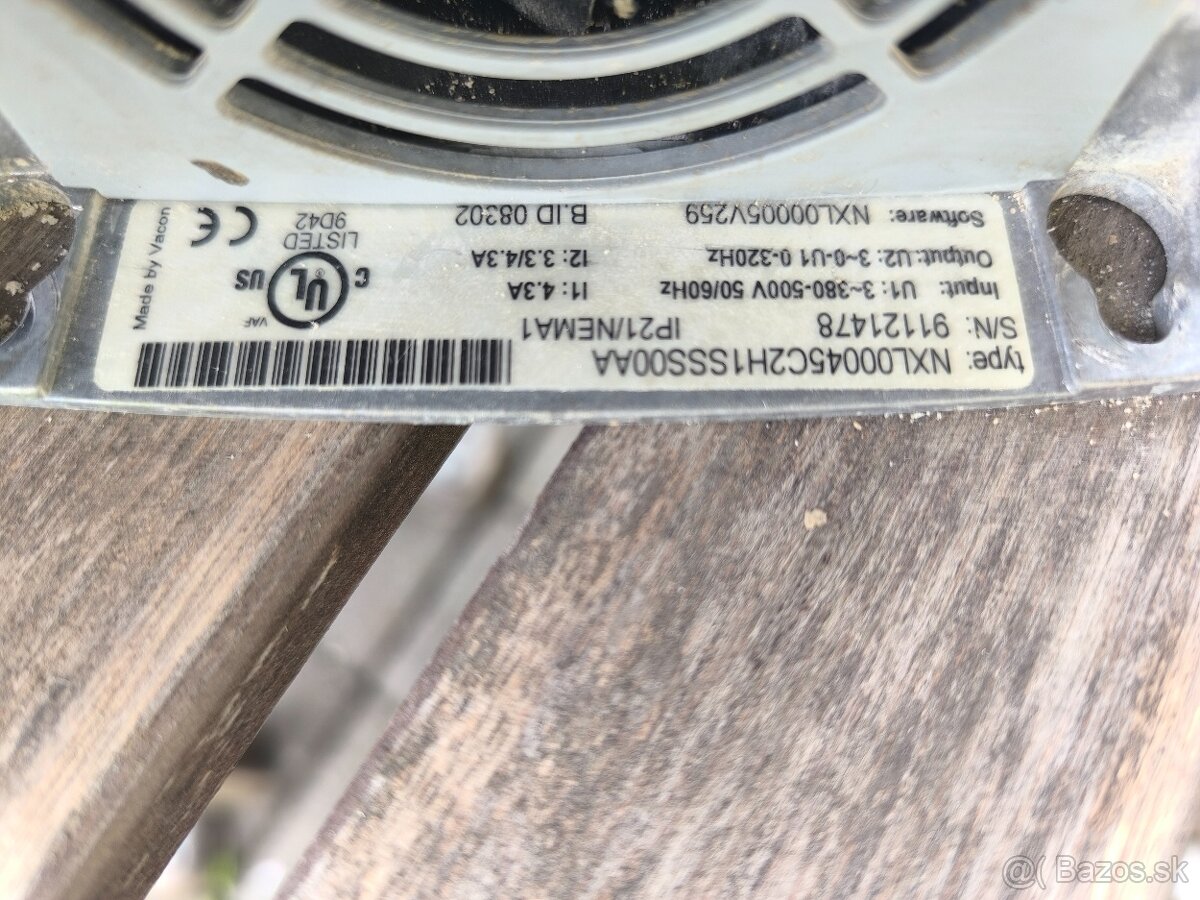 type: NXL00045C2H1SSS00AA
S/N: 91121478 IP21/NEMA1
Input: U1: 3~380-500V 50/60Hz I1: 4.3A
Output: U2: 3~0-U1 0-320Hz I2: 3.3/4.3A
Software: NXL00005V259 B.ID 08302
VAF
C UL US
LISTED
9D42
CE
Made by Vacon
@( Bazos.sk